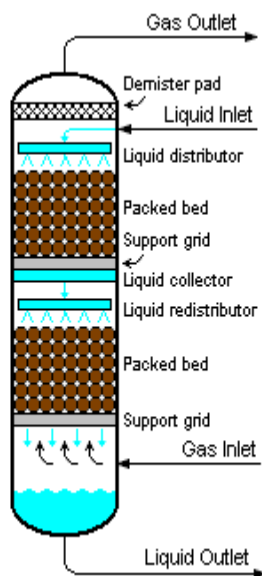 Gas Outlet
Demister pad
Liquid Inlet
Liquid distributor
Packed bed
Support grid
Liquid collector
Liquid redistributor
Packed bed
Support grid
Gas Inlet
Liquid Outlet